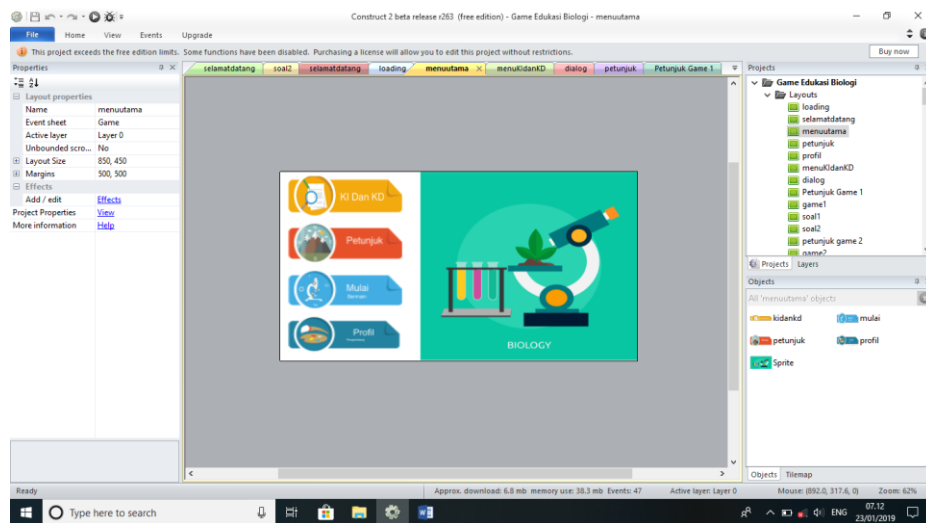 Construct 2 beta release r263 (free edition) - Game Edukasi Biologi - menuutama
File Home View Events Upgrade
This project exceeds the free edition limits. Some functions have been disabled. Purchasing a license will allow you to edit this project without restrictions. Buy now
Properties
Layout properties
Name menuutama
Event sheet Game
Active layer Layer 0
Unbounded scro... No
Layout Size 850, 450
Margins 500, 500
Effects
Add / edit Effects
Project Properties View
More information Help
selamatdatang soal2 selamatdatang loading menuutama menuKIdanKD dialog petunjuk Petunjuk Game 1
KI Dan KD
Petunjuk
Mulai
Bermain
Profil
BIOLOGY
Projects
Game Edukasi Biologi
Layouts
loading
selamatdatang
menuutama
petunjuk
profil
menuKIdanKD
dialog
Petunjuk Game 1
game1
soal1
soal2
petunjuk game 2
game2
Projects Layers
Objects
All 'menuutama' objects
kidankd mulai
petunjuk profil
Sprite
Objects Tilemap
Ready Approx. download: 6.8 mb memory use: 38.3 mb Events: 47 Active layer: Layer 0 Mouse: (892.0, 317.6, 0) Zoom: 62%
Type here to search
ENG
07.12
23/01/2019